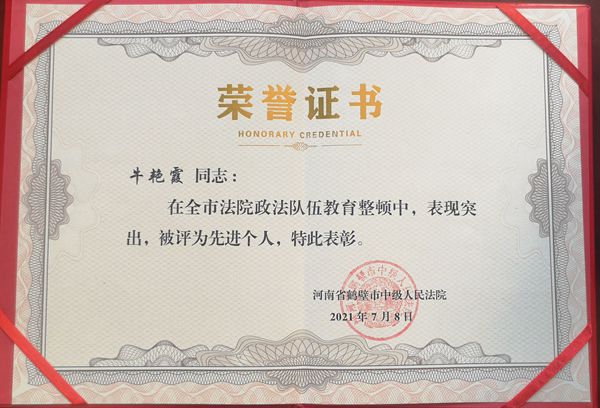 荣誉证书
HONORARY CREDENTIAL
牛艳霞 同志：
在全市法院政法队伍教育整顿中，表现突
出，被评为先进个人，特此表彰。
河南省鹤壁市中级人民法院
2021年7月8日